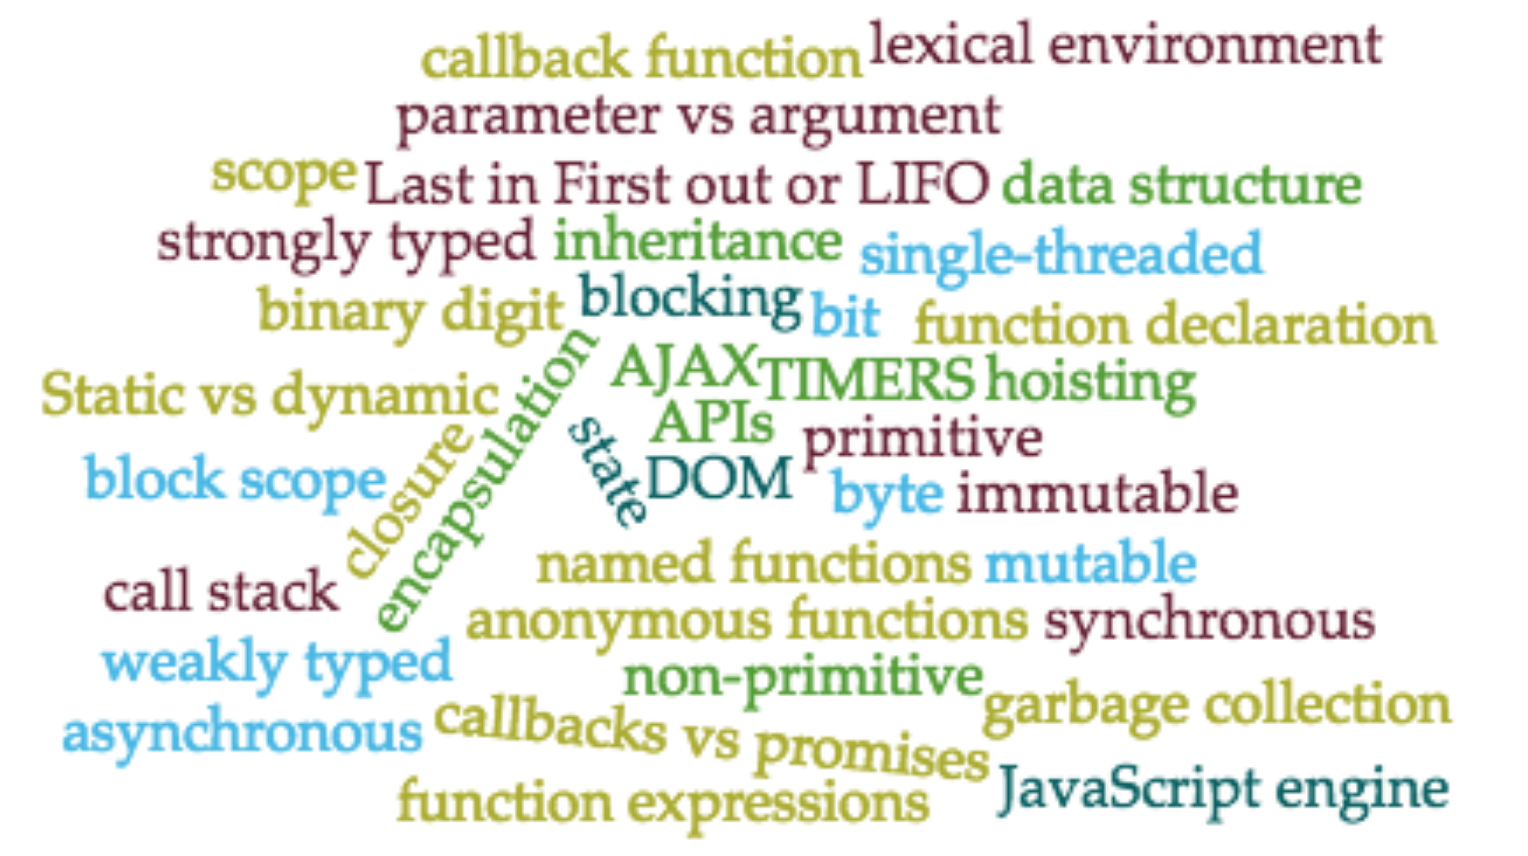 callback function lexical environment
parameter vs argument
scope Last in First out or LIFO data structure
strongly typed inheritance single-threaded
binary digit blocking bit function declaration
encapsulation
AJAX TIMERS hoisting
Static vs dynamic
APIs primitive
closure
state
block scope DOM byte immutable
named functions mutable
call stack
anonymous functions synchronous
weakly typed non-primitive
garbage collection
asynchronous callbacks vs promises
function expressions JavaScript engine